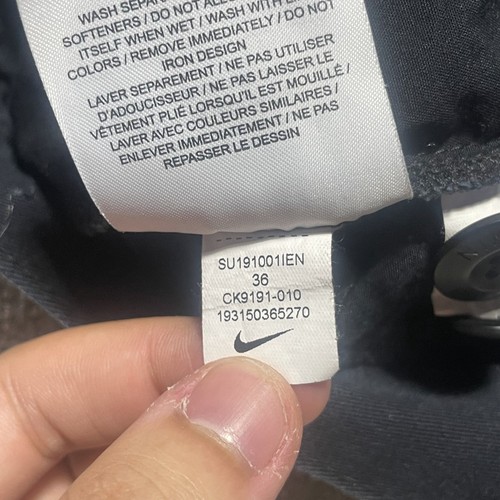 WASH SEPARA
SOFTENERS / DO NOT ALLO
ITSELF WHEN WET / WASH WITH L
COLORS / REMOVE IMMEDIATELY / DO NOT
IRON DESIGN
LAVER SEPAREMENT / NE PAS UTILISER
D'ADOUCISSEUR / NE PAS LAISSER LE
VÊTEMENT PLIÉ LORSQU'IL EST MOUILLÉ /
LAVER AVEC COULEURS SIMILAIRES /
ENLEVER IMMEDIATEMENT / NE PAS
REPASSER LE DESSIN
SU191001IEN
36
CK9191-010
193150365270